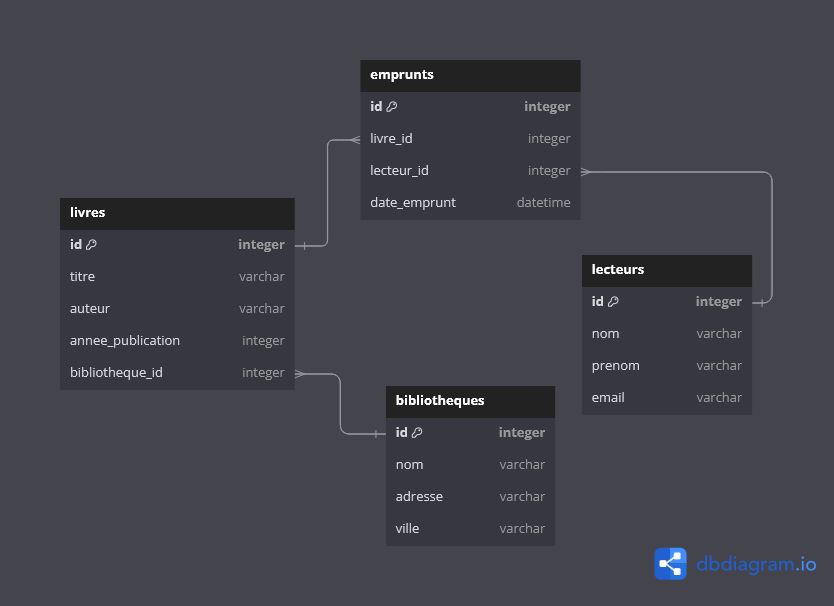 emprunts
id integer
livre_id integer
lecteur_id integer
date_emprunt datetime
livres
id integer
titre varchar
auteur varchar
annee_publication integer
bibliotheque_id integer
lecteurs
id integer
nom varchar
prenom varchar
email varchar
bibliotheques
id integer
nom varchar
adresse varchar
ville varchar
dbdiagram.io